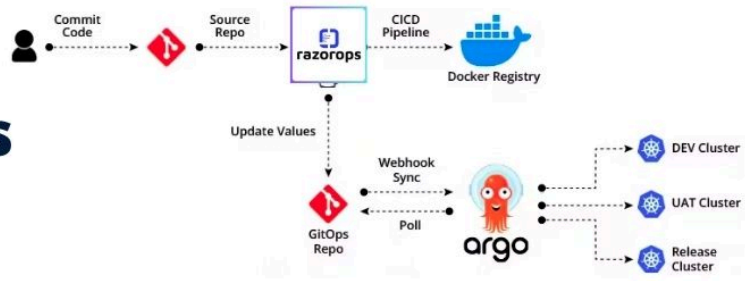 Commit
Code
Source
Repo
razorops
CICD
Pipeline
Docker Registry
s
Update Values
GitOps
Repo
Webhook
Sync
Poll
argo
DEV Cluster
UAT Cluster
Release
Cluster